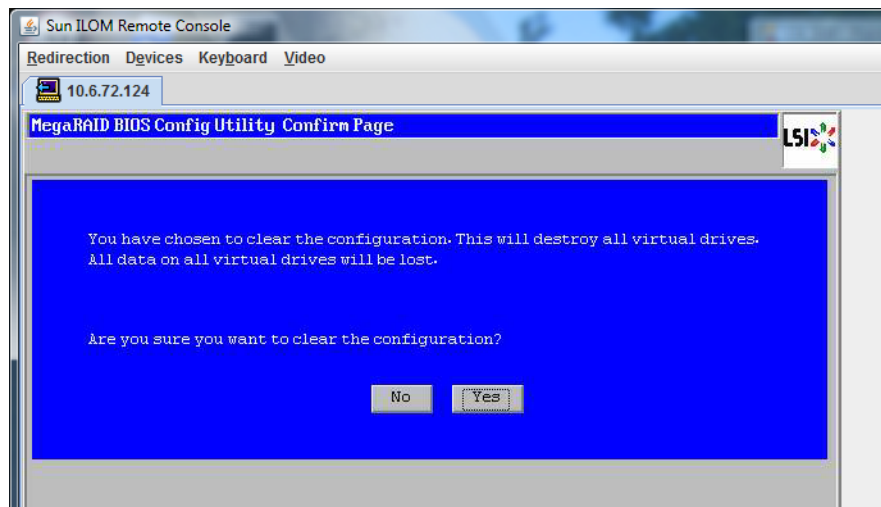 Sun ILOM Remote Console
Redirection Devices Keyboard Video
10.6.72.124
MegaRAID BIOS Config Utility Confirm Page
LSI
You have chosen to clear the configuration. This will destroy all virtual drives.
All data on all virtual drives will be lost.
Are you sure you want to clear the configuration?
No Yes